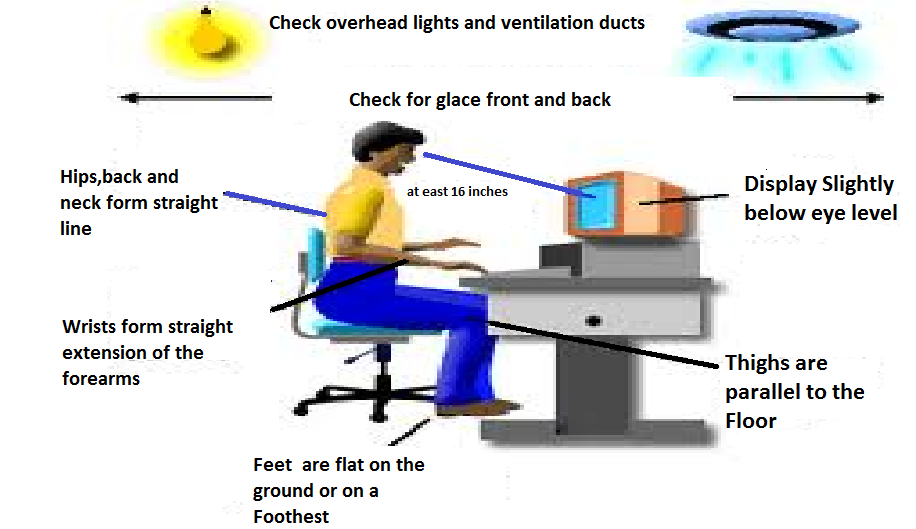 Check overhead lights and ventilation ducts
Check for glace front and back
Hips,back and
neck form straight
line
at east 16 inches
Display Slightly
below eye level
Wrists form straight
extension of the
forearms
Thighs are
parallel to the
Floor
Feet are flat on the
ground or on a
Foothest